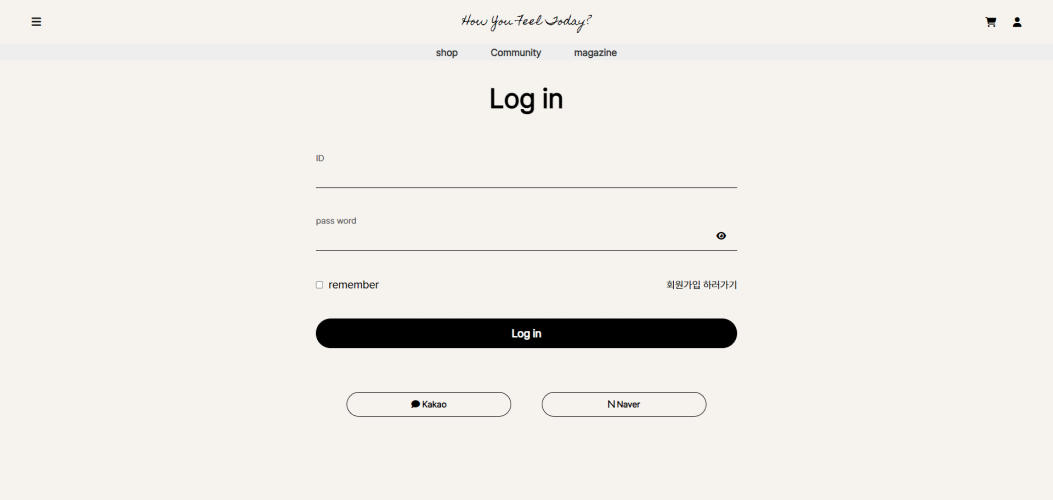 How You Feel Today?
shop Community magazine
Log in
ID
pass word
remember 회원가입 하러가기
Log in
Kakao N Naver